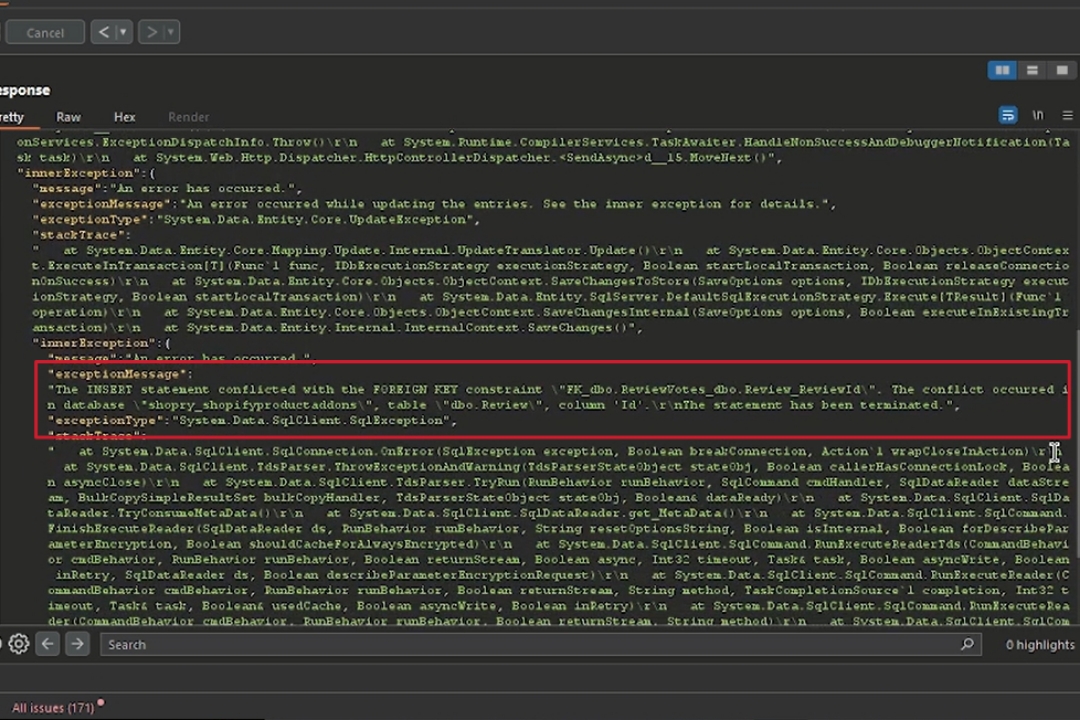 Cancel
esponse
etty Raw Hex Render
\n
onServices.ExceptionDispatchInfo.Throw()\r\n   at System.Runtime.CompilerServices.TaskAwaiter.HandleNonSuccessAndDebuggerNotification(Ta
sk task)\r\n   at System.Web.Http.Dispatcher.HttpControllerDispatcher.<SendAsync>d__15.MoveNext()",
"innerException":{
"message":"An error has occurred.",
"exceptionMessage":"An error occurred while updating the entries. See the inner exception for details.",
"exceptionType":"System.Data.Entity.Core.UpdateException",
"stackTrace":
"   at System.Data.Entity.Core.Mapping.Update.Internal.UpdateTranslator.Update()\r\n   at System.Data.Entity.Core.Objects.ObjectContex
t.ExecuteInTransaction[T](Func`1 func, IDbExecutionStrategy executionStrategy, Boolean startLocalTransaction, Boolean releaseConnectio
nOnSuccess)\r\n   at System.Data.Entity.Core.Objects.ObjectContext.SaveChangesToStore(SaveOptions options, IDbExecutionStrategy execut
ionStrategy, Boolean startLocalTransaction)\r\n   at System.Data.Entity.SqlServer.DefaultSqlExecutionStrategy.Execute[TResult](Func`1
operation)\r\n   at System.Data.Entity.Core.Objects.ObjectContext.SaveChangesInternal(SaveOptions options, Boolean executeInExistingTr
ansaction)\r\n   at System.Data.Entity.Internal.InternalContext.SaveChanges()",
"innerException":{
"message":"An error has occurred.",
"exceptionMessage":
"The INSERT statement conflicted with the FOREIGN KEY constraint \"FK_dbo.ReviewVotes_dbo.Review_ReviewId\". The conflict occurred i
n database \"shopry_shopifyproductaddons\", table \"dbo.Review\", column 'Id'.\r\nThe statement has been terminated.",
"exceptionType":"System.Data.SqlClient.SqlException",
"stackTrace":
"   at System.Data.SqlClient.SqlConnection.OnError(SqlException exception, Boolean breakConnection, Action`1 wrapCloseInAction)\r
at System.Data.SqlClient.TdsParser.ThrowExceptionAndWarning(TdsParserStateObject stateObj, Boolean callerHasConnectionLock, Boolea
n asyncClose)\r\n   at System.Data.SqlClient.TdsParser.TryRun(RunBehavior runBehavior, SqlCommand cmdHandler, SqlDataReader dataStre
am, BulkCopySimpleResultSet bulkCopyHandler, TdsParserStateObject stateObj, Boolean& dataReady)\r\n   at System.Data.SqlClient.SqlDa
taReader.TryConsumeMetaData()\r\n   at System.Data.SqlClient.SqlDataReader.get_MetaData()\r\n   at System.Data.SqlClient.SqlCommand.
FinishExecuteReader(SqlDataReader ds, RunBehavior runBehavior, String resetOptionsString, Boolean isInternal, Boolean forDescribePar
ameterEncryption, Boolean shouldCacheForAlwaysEncrypted)\r\n   at System.Data.SqlClient.SqlCommand.RunExecuteReaderTds(CommandBehavi
or cmdBehavior, RunBehavior runBehavior, Boolean returnStream, Boolean async, Int32 timeout, Task& task, Boolean asyncWrite, Boolean
inRetry, SqlDataReader ds, Boolean describeParameterEncryptionRequest)\r\n   at System.Data.SqlClient.SqlCommand.RunExecuteReader(C
ommandBehavior cmdBehavior, RunBehavior runBehavior, Boolean returnStream, String method, TaskCompletionSource`1 completion, Int32 t
imeout, Task& task, Boolean& usedCache, Boolean asyncWrite, Boolean inRetry)\r\n   at System.Data.SqlClient.SqlCommand.RunExecuteRea
der(CommandBehavior cmdBehavior, RunBehavior runBehavior, Boolean returnStream, String method)\r\n   at System.Data.SqlClient.SqlCom
Search
0 highlights
All issues (171)